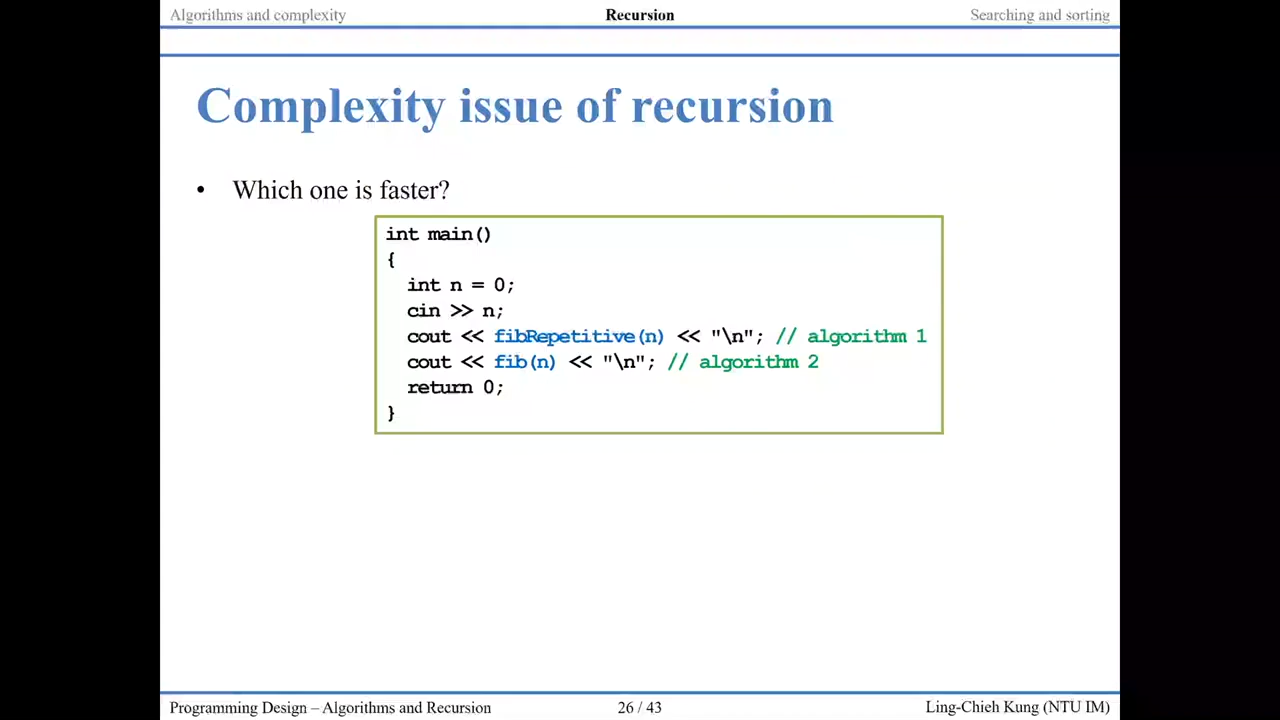 Algorithms and complexity Recursion Searching and sorting
Complexity issue of recursion
• Which one is faster?
int main()
{
  int n = 0;
  cin >> n;
  cout << fibRepetitive(n) << "\n"; // algorithm 1
  cout << fib(n) << "\n"; // algorithm 2
  return 0;
}
Programming Design – Algorithms and Recursion 26 / 43 Ling-Chieh Kung (NTU IM)